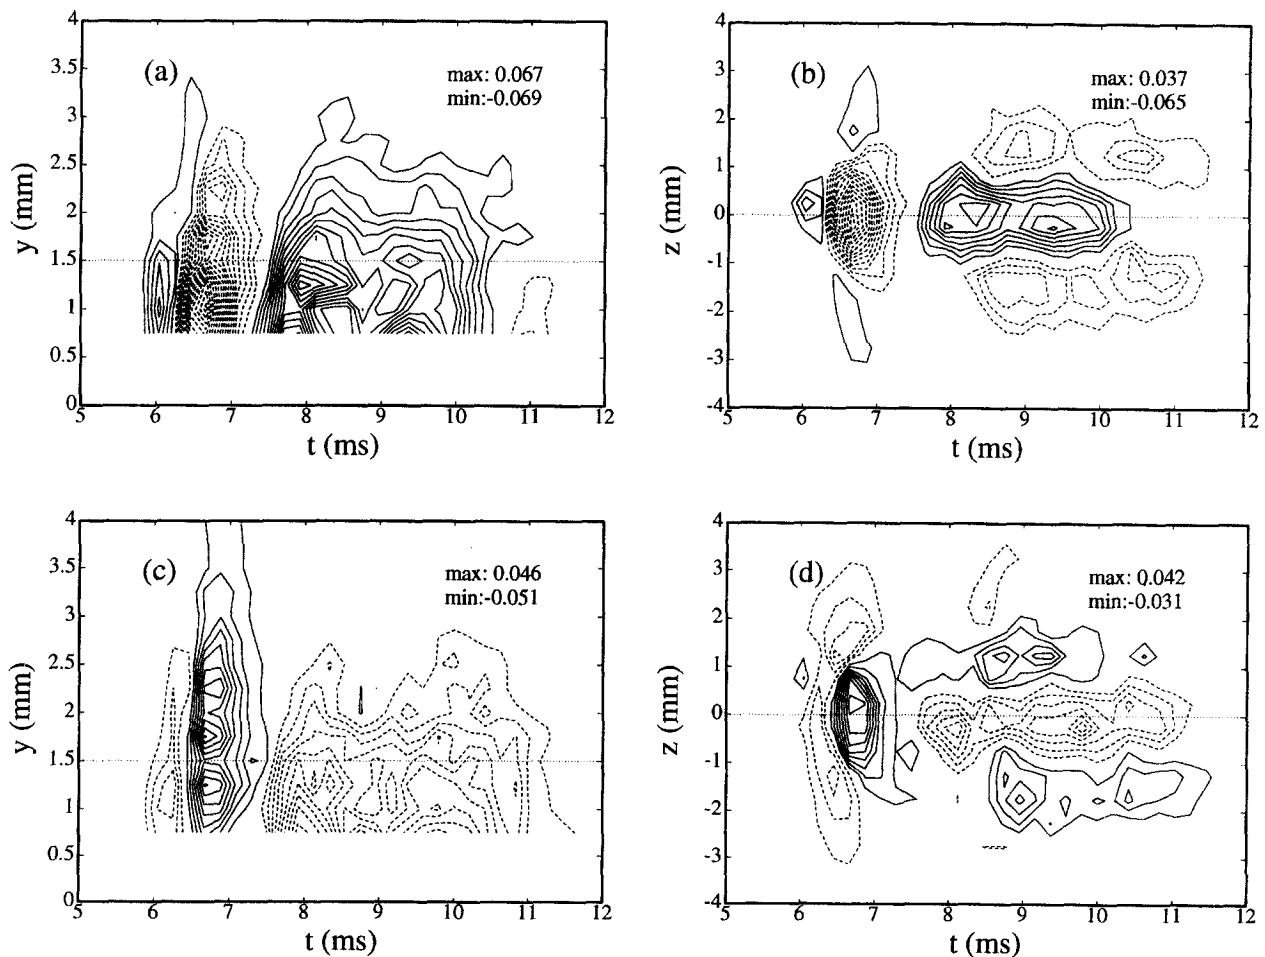 4
3.5
3
2.5
2
1.5
1
0.5
0
y (mm)
(a)
max: 0.067
min:-0.069
5 6 7 8 9 10 11 12
t (ms)
4
3
2
1
0
-1
-2
-3
-4
z (mm)
(b)
max: 0.037
min:-0.065
5 6 7 8 9 10 11 12
t (ms)
4
3.5
3
2.5
2
1.5
1
0.5
0
y (mm)
(c)
max: 0.046
min:-0.051
5 6 7 8 9 10 11 12
t (ms)
4
3
2
1
0
-1
-2
-3
-4
z (mm)
(d)
max: 0.042
min:-0.031
5 6 7 8 9 10 11 12
t (ms)